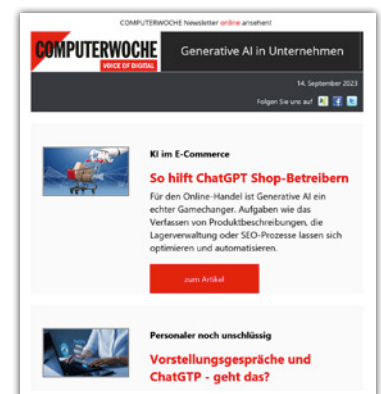 COMPUTERWOCHE Newsletter online ansehen!
COMPUTERWOCHE
VOICE OF DIGITAL
Generative AI in Unternehmen
14. September 2023
Folgen Sie uns auf
KI im E-Commerce
So hilft ChatGPT Shop-Betreibern
Für den Online-Handel ist Generative AI ein
echter Gamechanger. Aufgaben wie das
Verfassen von Produktbeschreibungen, die
Lagerverwaltung oder SEO-Prozesse lassen sich
optimieren und automatisieren.
zum Artikel
Personaler noch unschlüssig
Vorstellungsgespräche und
ChatGTP - geht das?